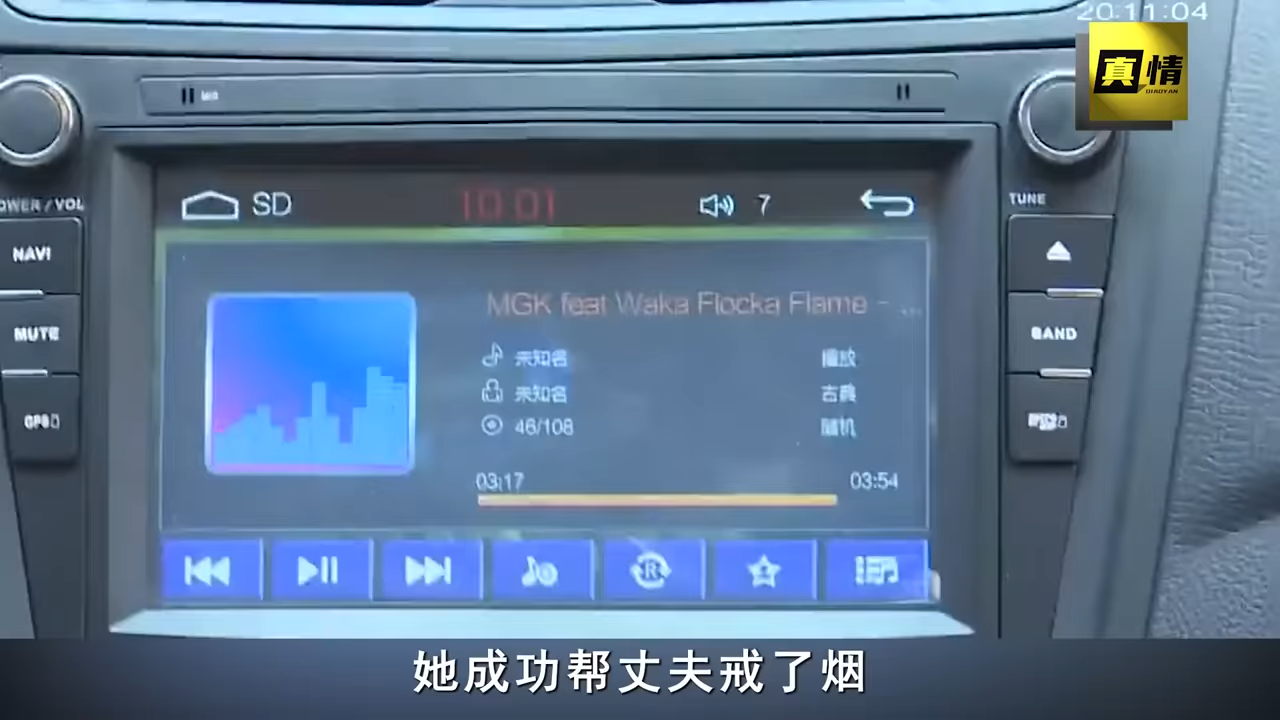 20:11:04
真情
QIAOYAN
POWER / VOL
TUNE
SD
10:01
7
NAVI
MUTE
GPS
BAND
MGK feat Waka Flocka Flame - ...
未知名
播放
未知名
古典
46/108
随机
03:17
03:54
R
她成功帮丈夫戒了烟